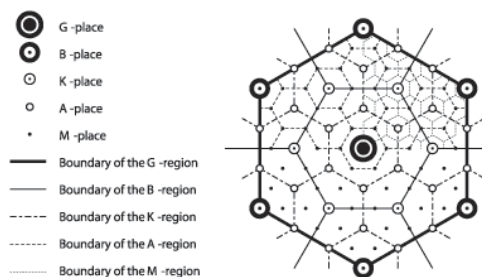 G -place
B -place
K -place
A -place
M -place
Boundary of the G -region
Boundary of the B -region
Boundary of the K -region
Boundary of the A -region
Boundary of the M -region